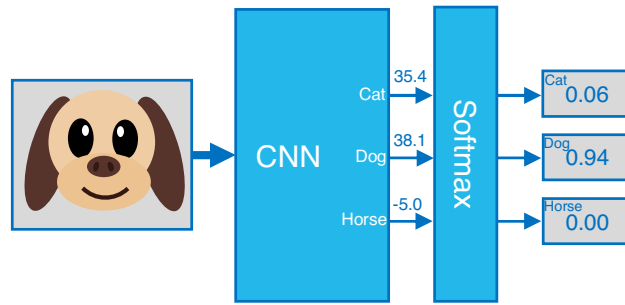 35.4
Cat
Cat
0.06
CNN
38.1
Dog
Softmax
Dog
0.94
-5.0
Horse
Horse
0.00